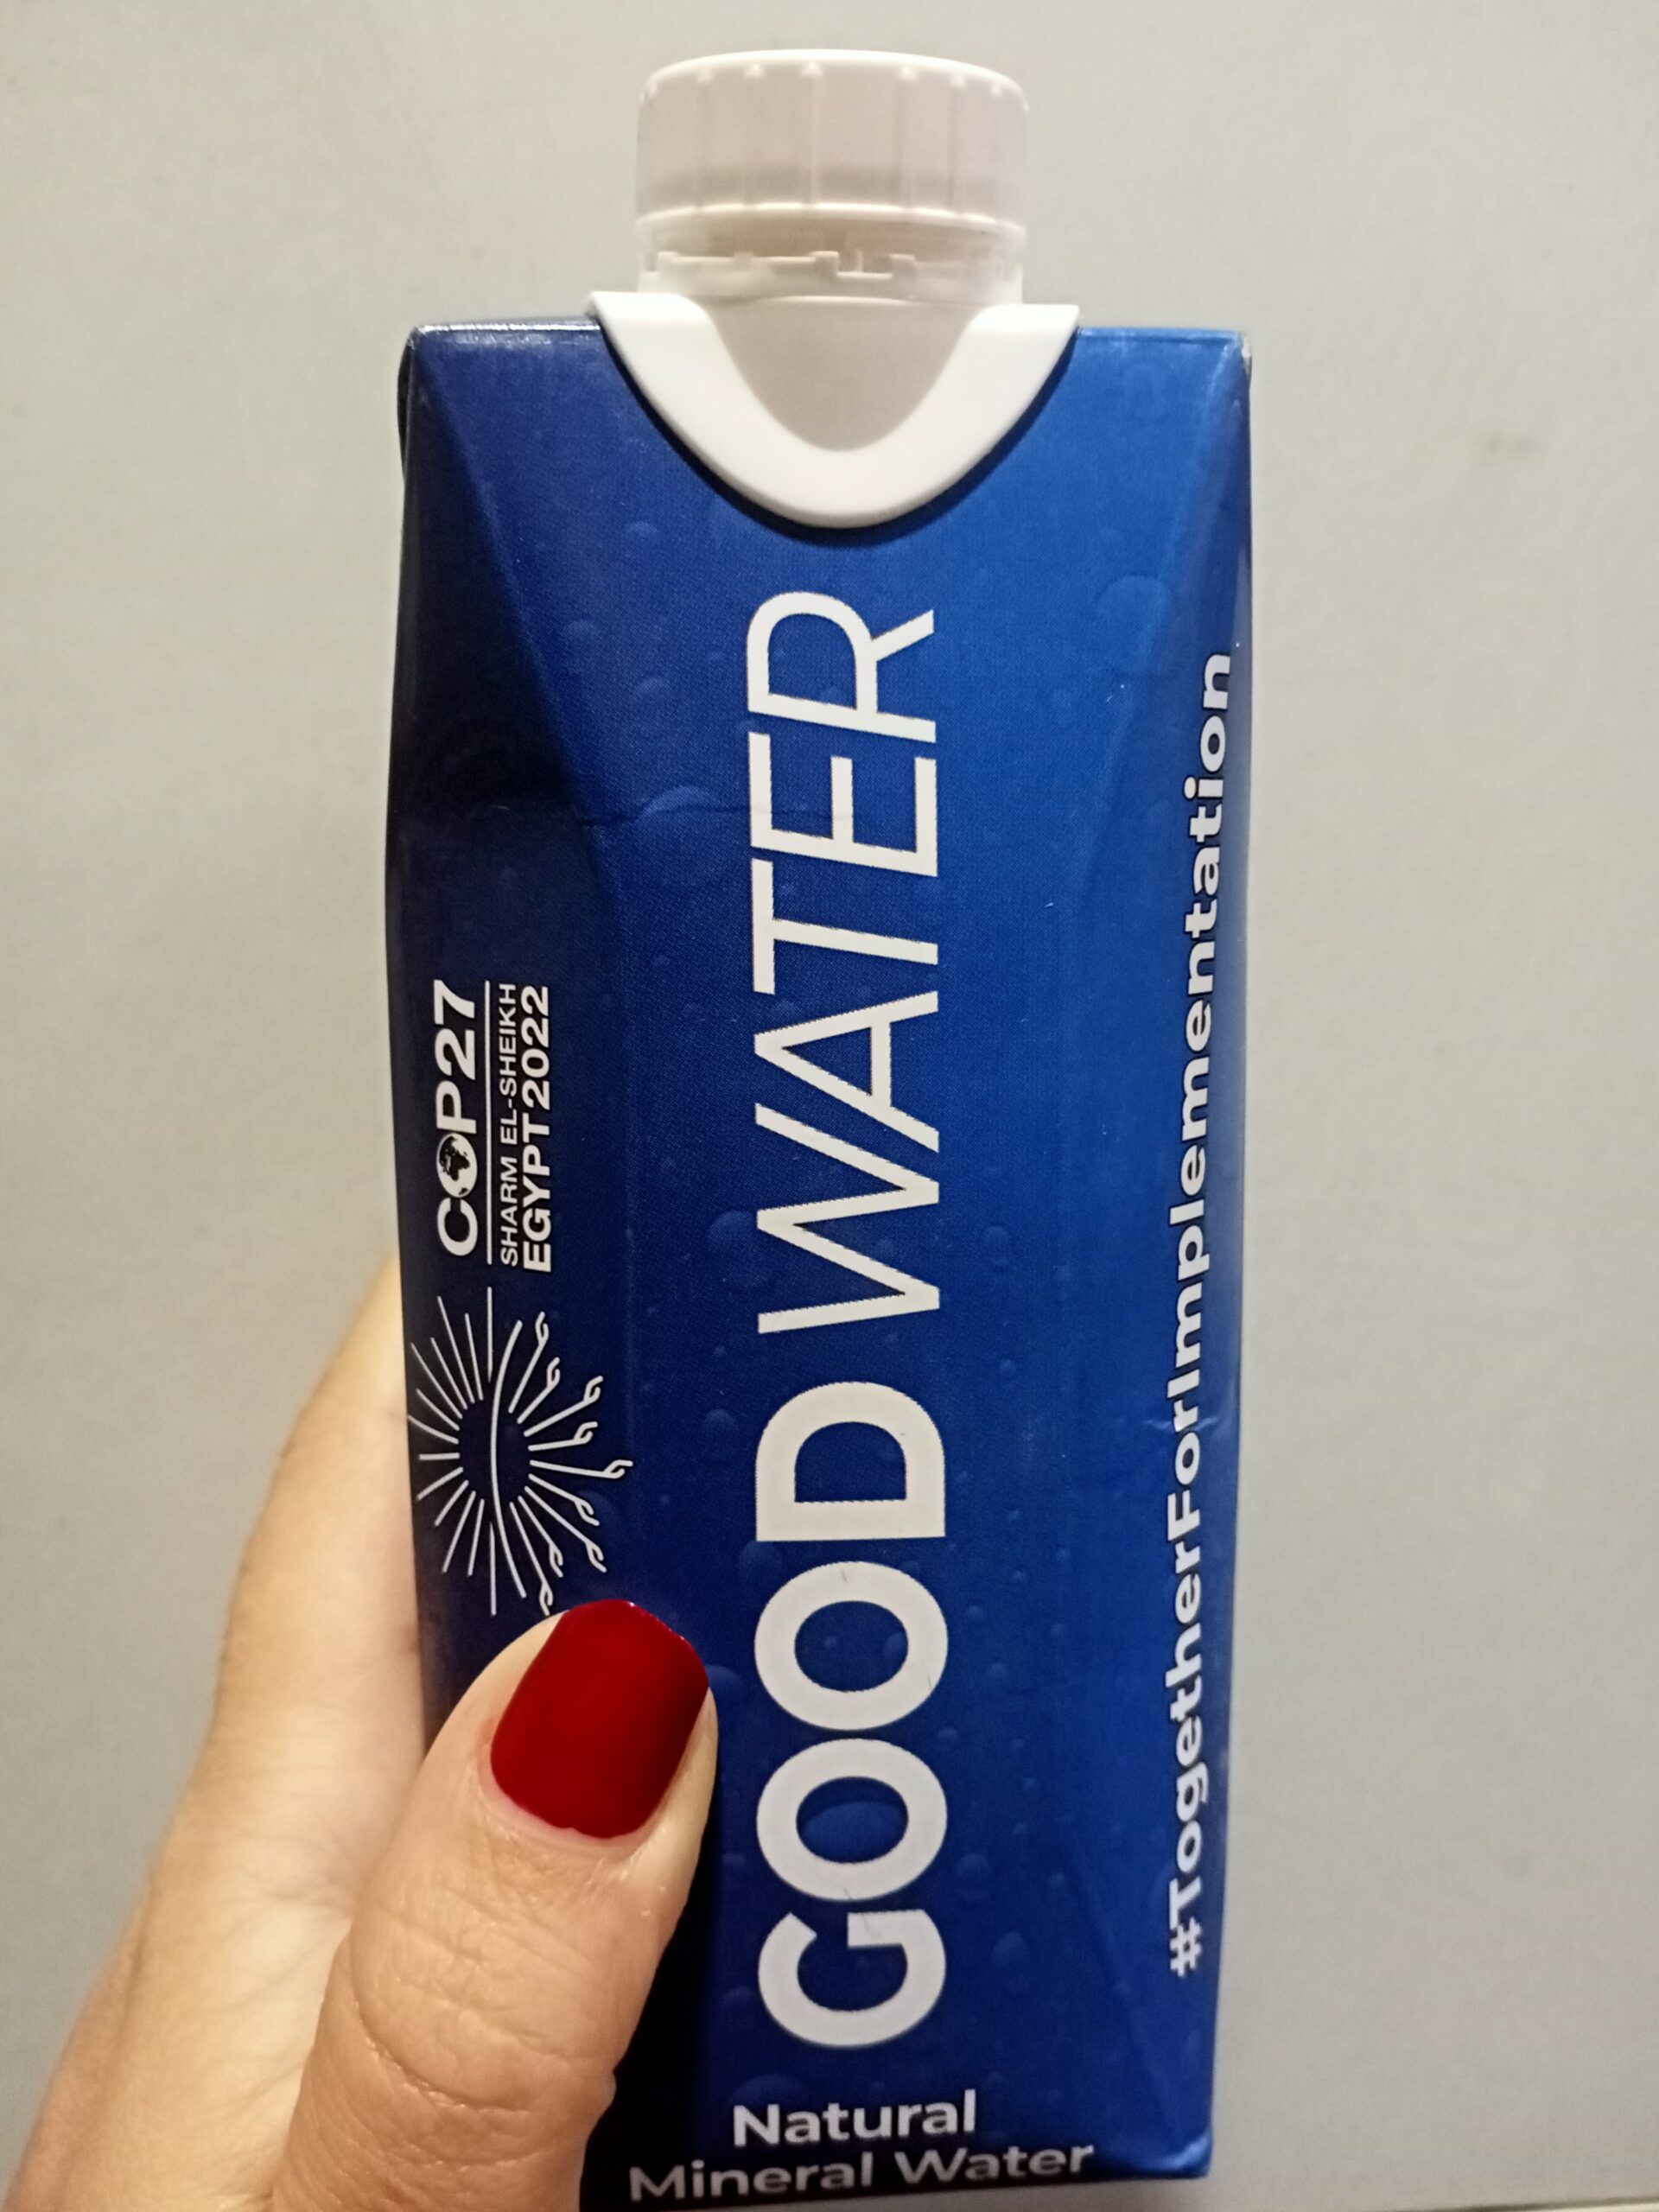 COP27
SHARM EL-SHEIKH
EGYPT 2022
GOOD WATER
#TogetherForImplementation
Natural
Mineral Water